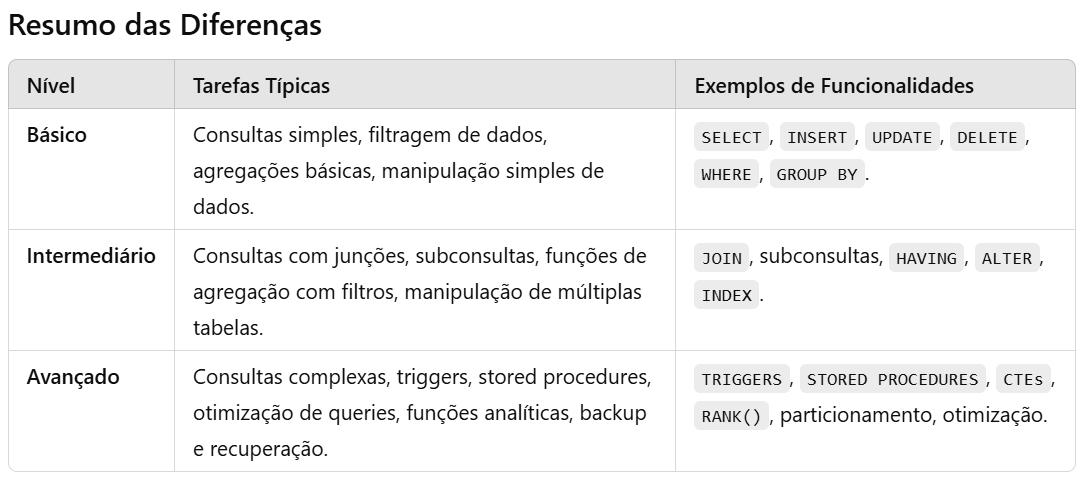 Resumo das Diferenças
Nível Tarefas Típicas Exemplos de Funcionalidades
Básico Consultas simples, filtragem de dados, SELECT, INSERT, UPDATE, DELETE,
agregações básicas, manipulação simples de WHERE, GROUP BY.
dados.
Intermediário Consultas com junções, subconsultas, funções de JOIN, subconsultas, HAVING, ALTER,
agregação com filtros, manipulação de múltiplas INDEX.
tabelas.
Avançado Consultas complexas, triggers, stored procedures, TRIGGERS, STORED PROCEDURES, CTEs,
otimização de queries, funções analíticas, backup RANK(), particionamento, otimização.
e recuperação.